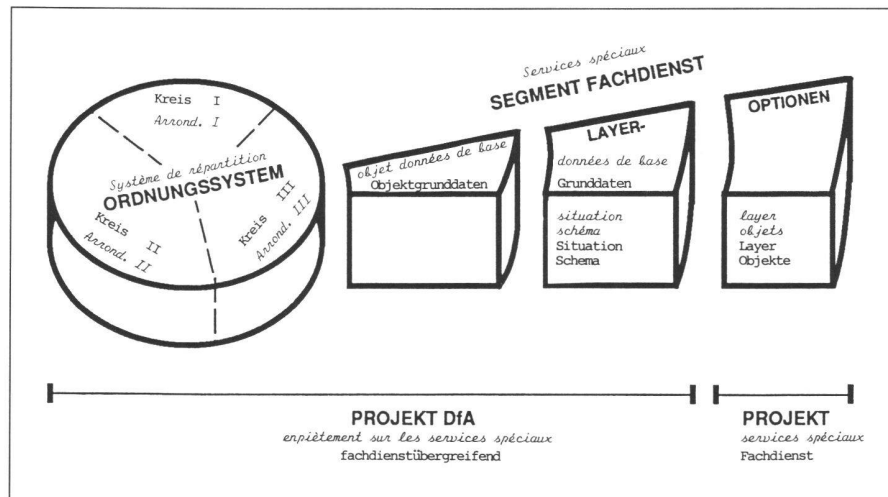 Kreis I
Arrond. I
Système de répartition
ORDNUNGSSYSTEM
Kreis II
Arrond. II
Kreis III
Arrond. III
Services spéciaux
SEGMENT FACHDIENST
objet données de base
Objektgrunddaten
LAYER-
données de base
Grunddaten
situation
schéma
Situation
Schema
OPTIONEN
layer
objets
Layer
Objekte
PROJEKT DfA
enpiètement sur les services spéciaux
fachdienstübergreifend
PROJEKT
services spéciaux
Fachdienst